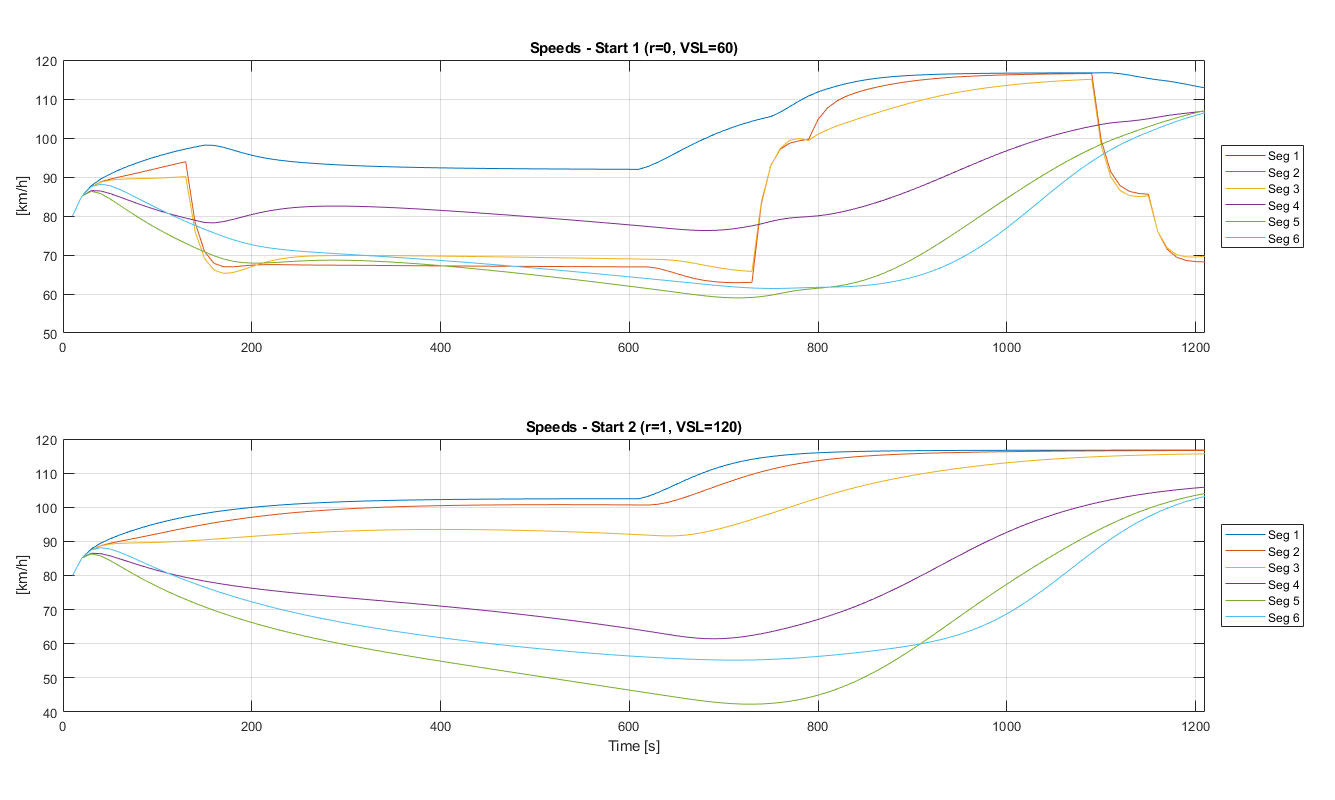 Speeds - Start 1 (r=0, VSL=60)
120
110
100
90
80
70
60
50
[km/h]
0 200 400 600 800 1000 1200
Seg 1
Seg 2
Seg 3
Seg 4
Seg 5
Seg 6
Speeds - Start 2 (r=1, VSL=120)
120
110
100
90
80
70
60
50
40
[km/h]
0 200 400 600 800 1000 1200
Time [s]
Seg 1
Seg 2
Seg 3
Seg 4
Seg 5
Seg 6